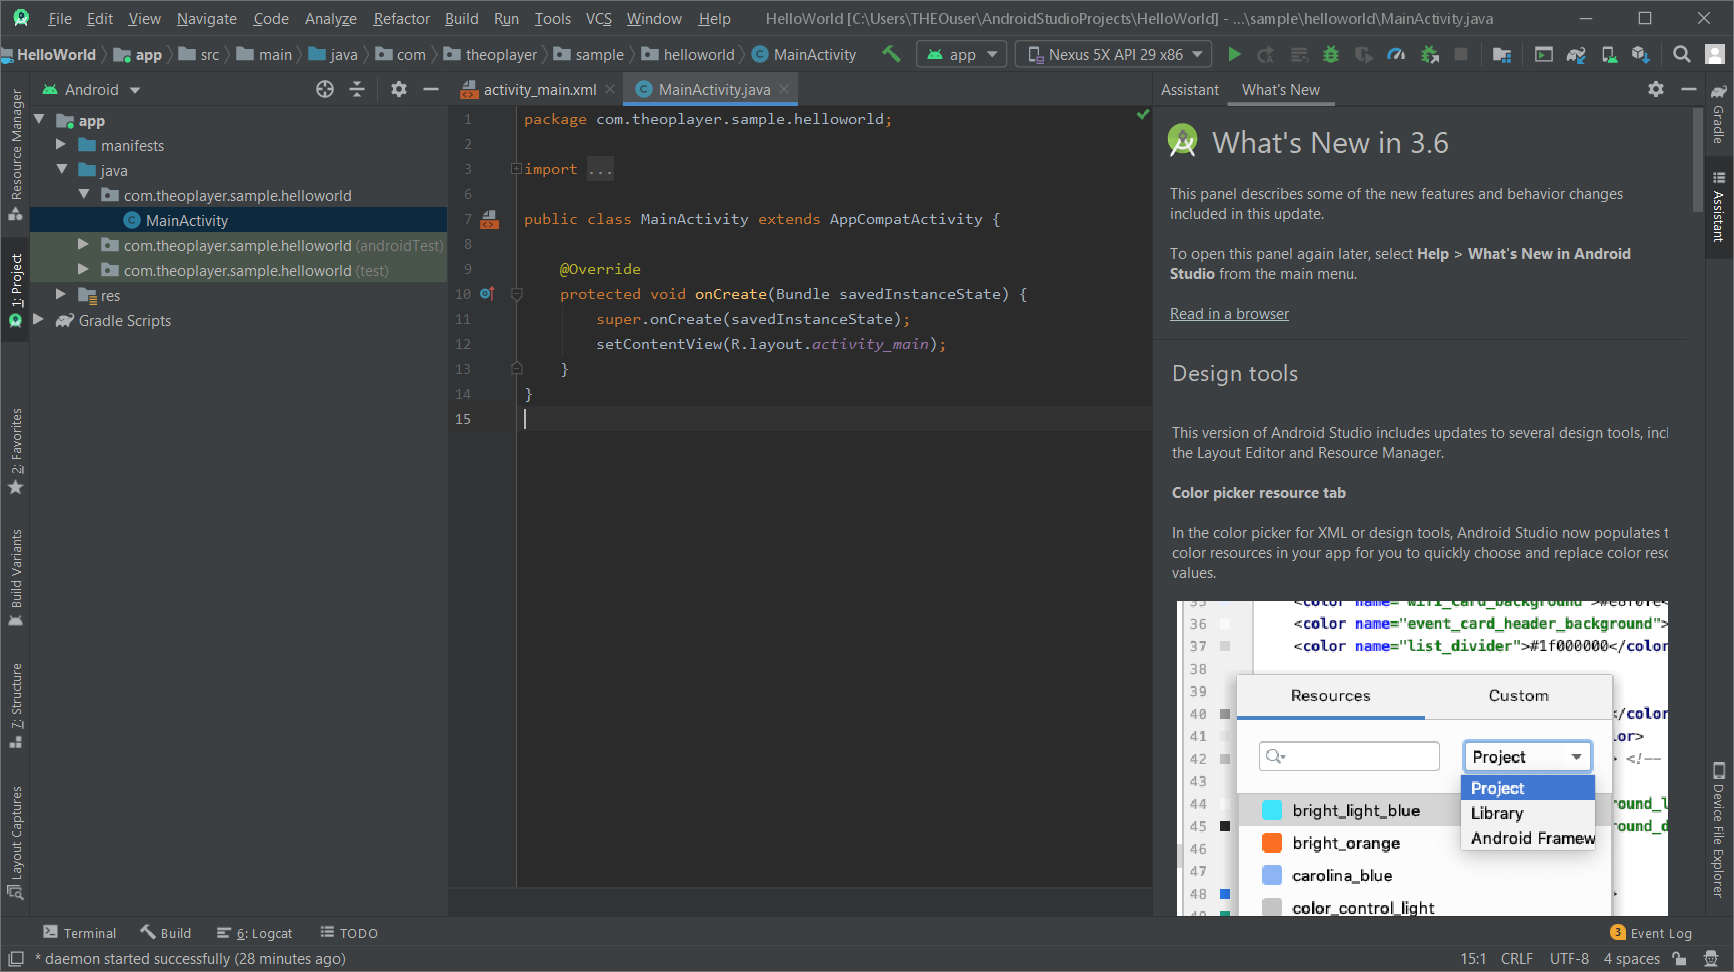 File Edit View Navigate Code Analyze Refactor Build Run Tools VCS Window Help HelloWorld [C:\Users\THEOuser\AndroidStudioProjects\HelloWorld] - ...\sample\helloworld\MainActivity.java
HelloWorld app src main java com theoplayer sample helloworld MainActivity app Nexus 5X API 29 x86
Resource Manager
1: Project
2: Favorites
Build Variants
7: Structure
Layout Captures
Android
app
manifests
java
com.theoplayer.sample.helloworld
MainActivity
com.theoplayer.sample.helloworld (androidTest)
com.theoplayer.sample.helloworld (test)
res
Gradle Scripts
activity_main.xml MainActivity.java
1 package com.theoplayer.sample.helloworld;
2
3 import ...
6
7 public class MainActivity extends AppCompatActivity {
8
9 @Override
10 protected void onCreate(Bundle savedInstanceState) {
11 super.onCreate(savedInstanceState);
12 setContentView(R.layout.activity_main);
13 }
14 }
15
Assistant What's New
What's New in 3.6
This panel describes some of the new features and behavior changes
included in this update.
To open this panel again later, select Help > What's New in Android
Studio from the main menu.
Read in a browser
Design tools
This version of Android Studio includes updates to several design tools, incl
the Layout Editor and Resource Manager.
Color picker resource tab
In the color picker for XML or design tools, Android Studio now populates t
color resources in your app for you to quickly choose and replace color reso
values.
35 <color name="wifi_card_background">#e8f0fe<
36 <color name="event_card_header_background">
37 <color name="list_divider">#1f000000</color
38
39
40 </color
41 or>
42 > <!--
43
44 ound_l
45 ound_d
46
47
48 >
Resources Custom
Project
Project
Library
Android Framew
bright_light_blue
bright_orange
carolina_blue
color_control_light
Gradle
Assistant
Device File Explorer
Terminal Build 6: Logcat TODO 3 Event Log
* daemon started successfully (28 minutes ago) 15:1 CRLF UTF-8 4 spaces